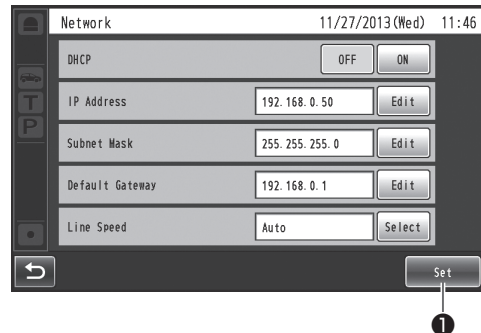 Network 11/27/2013(Wed) 11:46
DHCP OFF ON
IP Address 192.168.0.50 Edit
T
P
Subnet Mask 255.255.255.0 Edit
Default Gateway 192.168.0.1 Edit
Line Speed Auto Select
Set
1